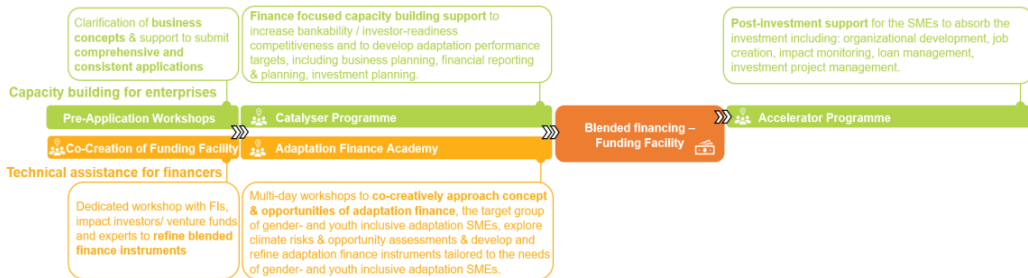 Clarification of business
concepts & support to submit
comprehensive and
consistent applications
Finance focused capacity building support to
increase bankability / investor-readiness
competitiveness and to develop adaptation performance
targets, including business planning, financial reporting
& planning, investment planning.
Post-investment support for the SMEs to absorb the
investment including: organizational development, job
creation, impact monitoring, loan management,
investment project management.
Capacity building for enterprises
Pre-Application Workshops
Catalyser Programme
Blended financing –
Funding Facility
Accelerator Programme
Co-Creation of Funding Facility
Adaptation Finance Academy
Technical assistance for financers
Dedicated workshop with FIs,
impact investors/ venture funds
and experts to refine blended
finance instruments
Multi-day workshops to co-creatively approach concept
& opportunities of adaptation finance, the target group
of gender- and youth inclusive adaptation SMEs, explore
climate risks & opportunity assessments & develop and
refine adaptation finance instruments tailored to the needs
of gender- and youth inclusive adaptation SMEs.